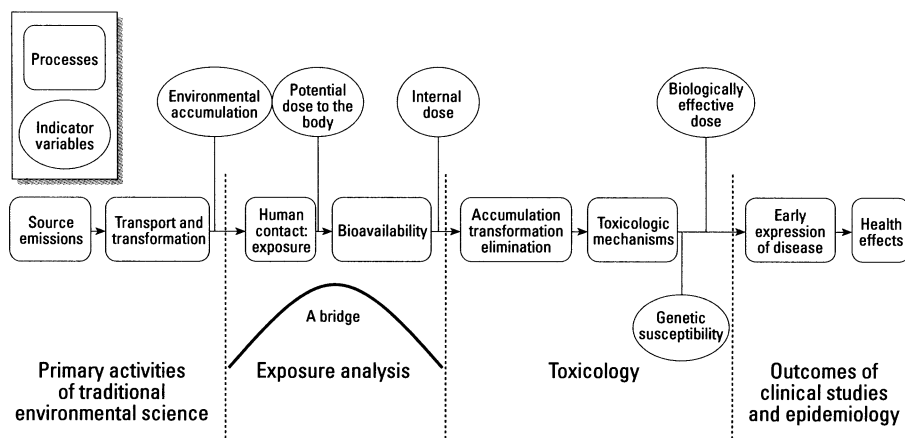 Processes
Indicator
variables
Environmental
accumulation
Potential
dose to the
body
Internal
dose
Biologically
effective
dose
Source
emissions
Transport and
transformation
Human
contact:
exposure
Bioavailability
Accumulation
transformation
elimination
Toxicologic
mechanisms
Early
expression
of disease
Health
effects
Genetic
susceptibility
A bridge
Primary activities
of traditional
environmental science
Exposure analysis
Toxicology
Outcomes of
clinical studies
and epidemiology